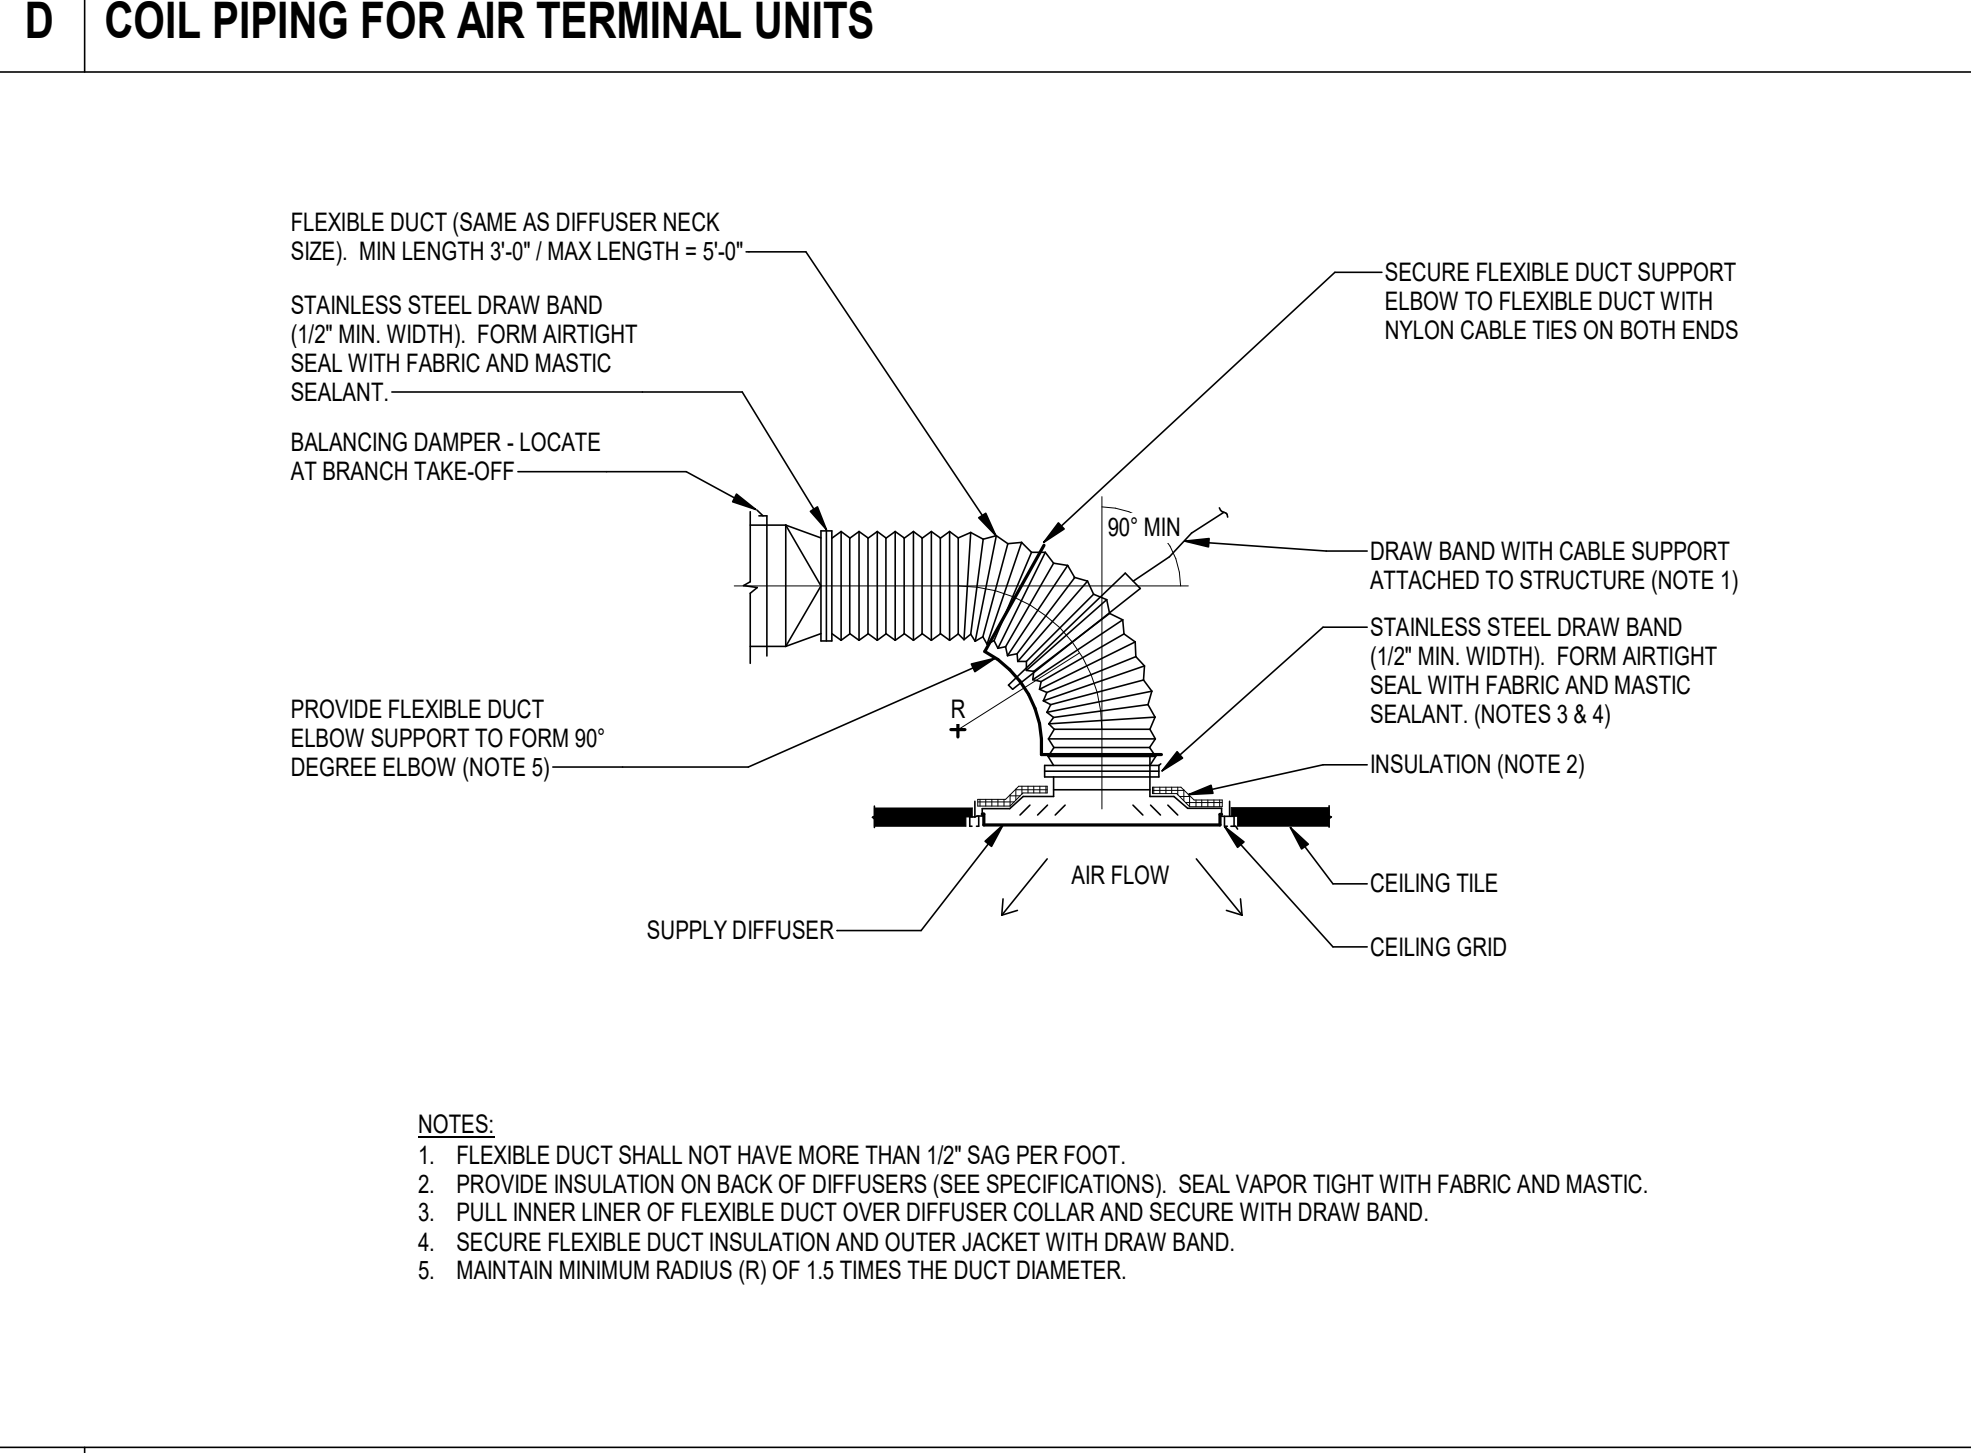 D COIL PIPING FOR AIR TERMINAL UNITS
FLEXIBLE DUCT (SAME AS DIFFUSER NECK
SIZE). MIN LENGTH 3'-0" / MAX LENGTH = 5'-0"
STAINLESS STEEL DRAW BAND
(1/2" MIN. WIDTH). FORM AIRTIGHT
SEAL WITH FABRIC AND MASTIC
SEALANT.
BALANCING DAMPER - LOCATE
AT BRANCH TAKE-OFF
PROVIDE FLEXIBLE DUCT
ELBOW SUPPORT TO FORM 90°
DEGREE ELBOW (NOTE 5)
SECURE FLEXIBLE DUCT SUPPORT
ELBOW TO FLEXIBLE DUCT WITH
NYLON CABLE TIES ON BOTH ENDS
90° MIN
DRAW BAND WITH CABLE SUPPORT
ATTACHED TO STRUCTURE (NOTE 1)
STAINLESS STEEL DRAW BAND
(1/2" MIN. WIDTH). FORM AIRTIGHT
SEAL WITH FABRIC AND MASTIC
SEALANT. (NOTES 3 & 4)
R
INSULATION (NOTE 2)
AIR FLOW
CEILING TILE
SUPPLY DIFFUSER
CEILING GRID
NOTES:
1. FLEXIBLE DUCT SHALL NOT HAVE MORE THAN 1/2" SAG PER FOOT.
2. PROVIDE INSULATION ON BACK OF DIFFUSERS (SEE SPECIFICATIONS). SEAL VAPOR TIGHT WITH FABRIC AND MASTIC.
3. PULL INNER LINER OF FLEXIBLE DUCT OVER DIFFUSER COLLAR AND SECURE WITH DRAW BAND.
4. SECURE FLEXIBLE DUCT INSULATION AND OUTER JACKET WITH DRAW BAND.
5. MAINTAIN MINIMUM RADIUS (R) OF 1.5 TIMES THE DUCT DIAMETER.